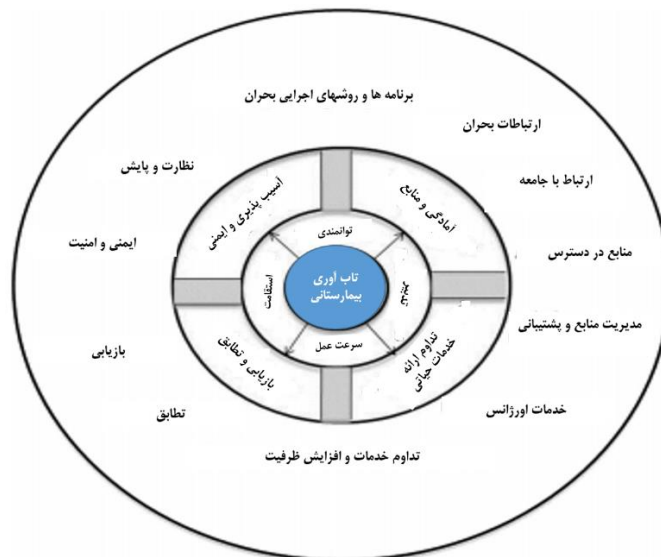 برنامه ها و روشهای اجرایی بحران
ارتباطات بحران
نظارت و پایش
ارتباط با جامعه
آسیب پذیری و ایمنی
آمادگی و منابع
توانمندی
ایمنی و امنیت
منابع در دسترس
تاب آوری
بیمارستانی
استقامت
تدبیر
مدیریت منابع و پشتیبانی
سرعت عمل
بازیابی
بازیابی و تطابق
تداوم ارائه
خدمات حیاتی
تطابق
خدمات اورژانس
تداوم خدمات و افزایش ظرفیت